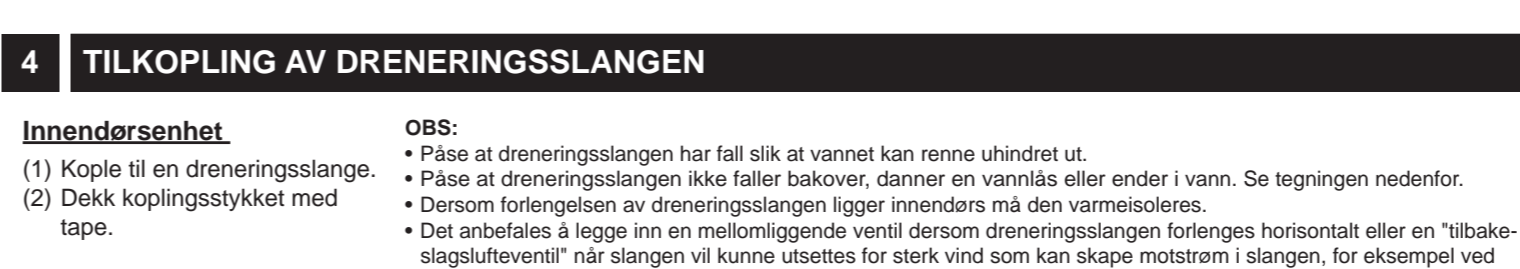 4 TILKOPLING AV DRENERINGSSLANGEN
Innendørsenhet
(1) Kople til en dreneringsslange.
(2) Dekk koplingsstykket med
tape.
OBS:
• Påse at dreneringsslangen har fall slik at vannet kan renne uhindret ut.
• Påse at dreneringsslangen ikke faller bakover, danner en vannlås eller ender i vann. Se tegningen nedenfor.
• Dersom forlengelsen av dreneringsslangen ligger innendørs må den varmeisoleres.
• Det anbefales å legge inn en mellomliggende ventil dersom dreneringsslangen forlenges horisontalt eller en "tilbake-
slagslufteventil" når slangen vil kunne utsettes for sterk vind som kan skape motstrøm i slangen, for eksempel ved